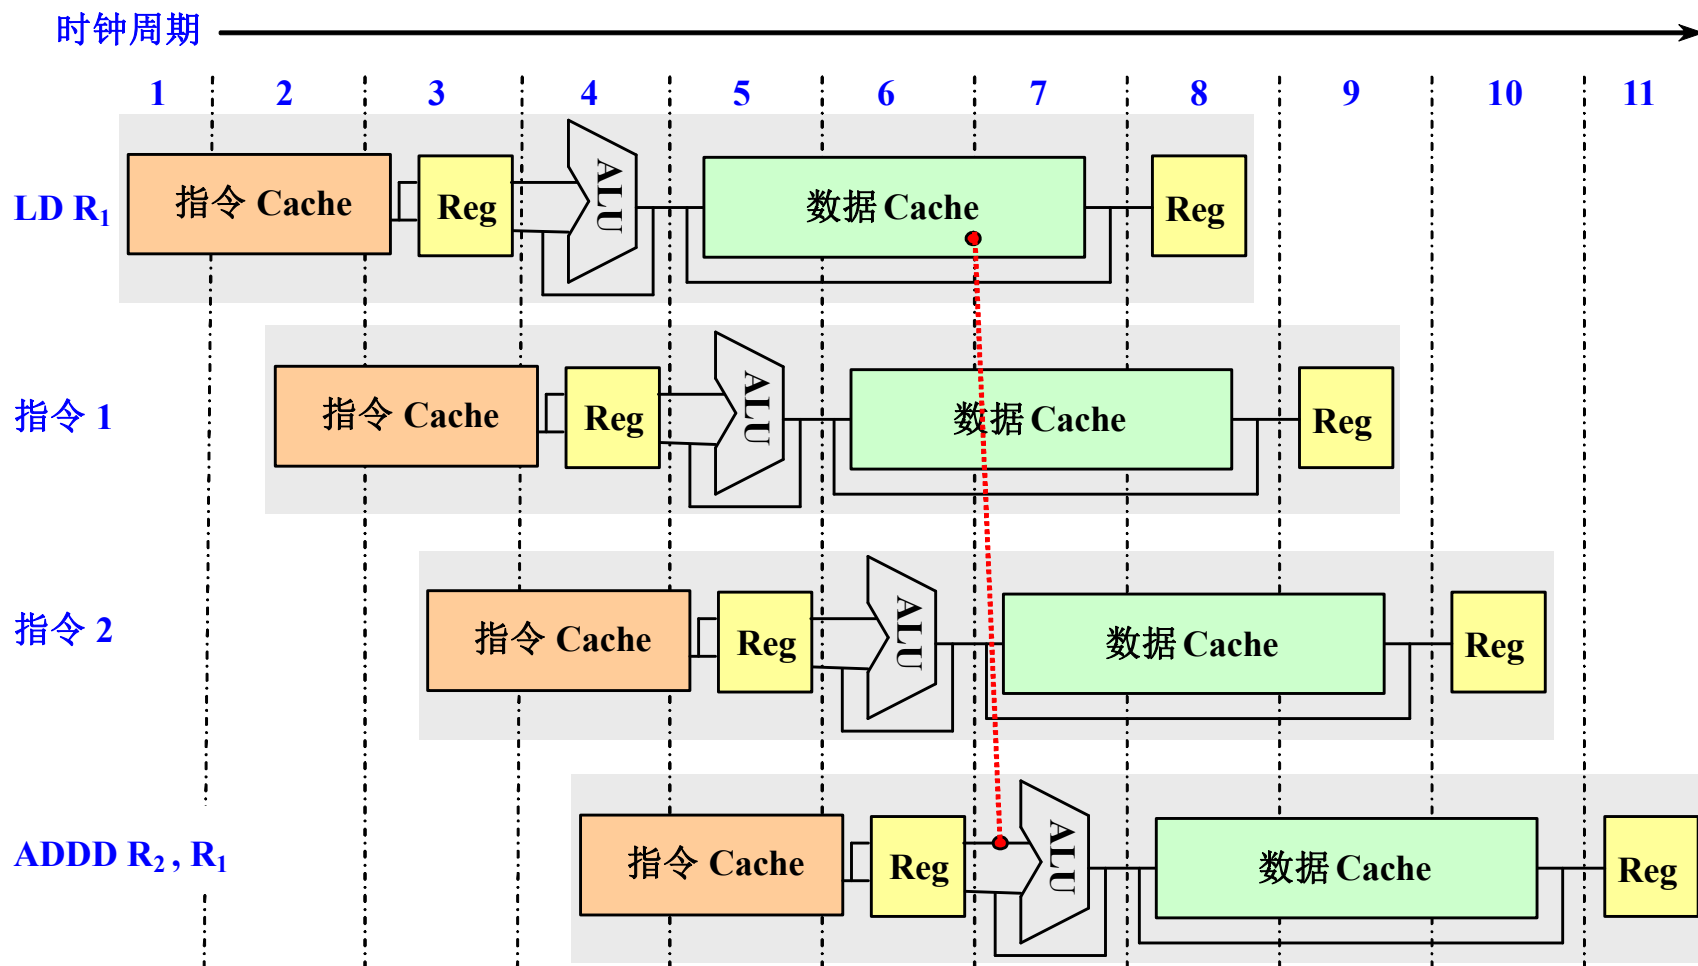 时钟周期
1 2 3 4 5 6 7 8 9 10 11
LD R1 指令 Cache Reg ALU 数据 Cache Reg
指令 1 指令 Cache Reg ALU 数据 Cache Reg
指令 2 指令 Cache Reg ALU 数据 Cache Reg
ADDD R2 , R1 指令 Cache Reg ALU 数据 Cache Reg